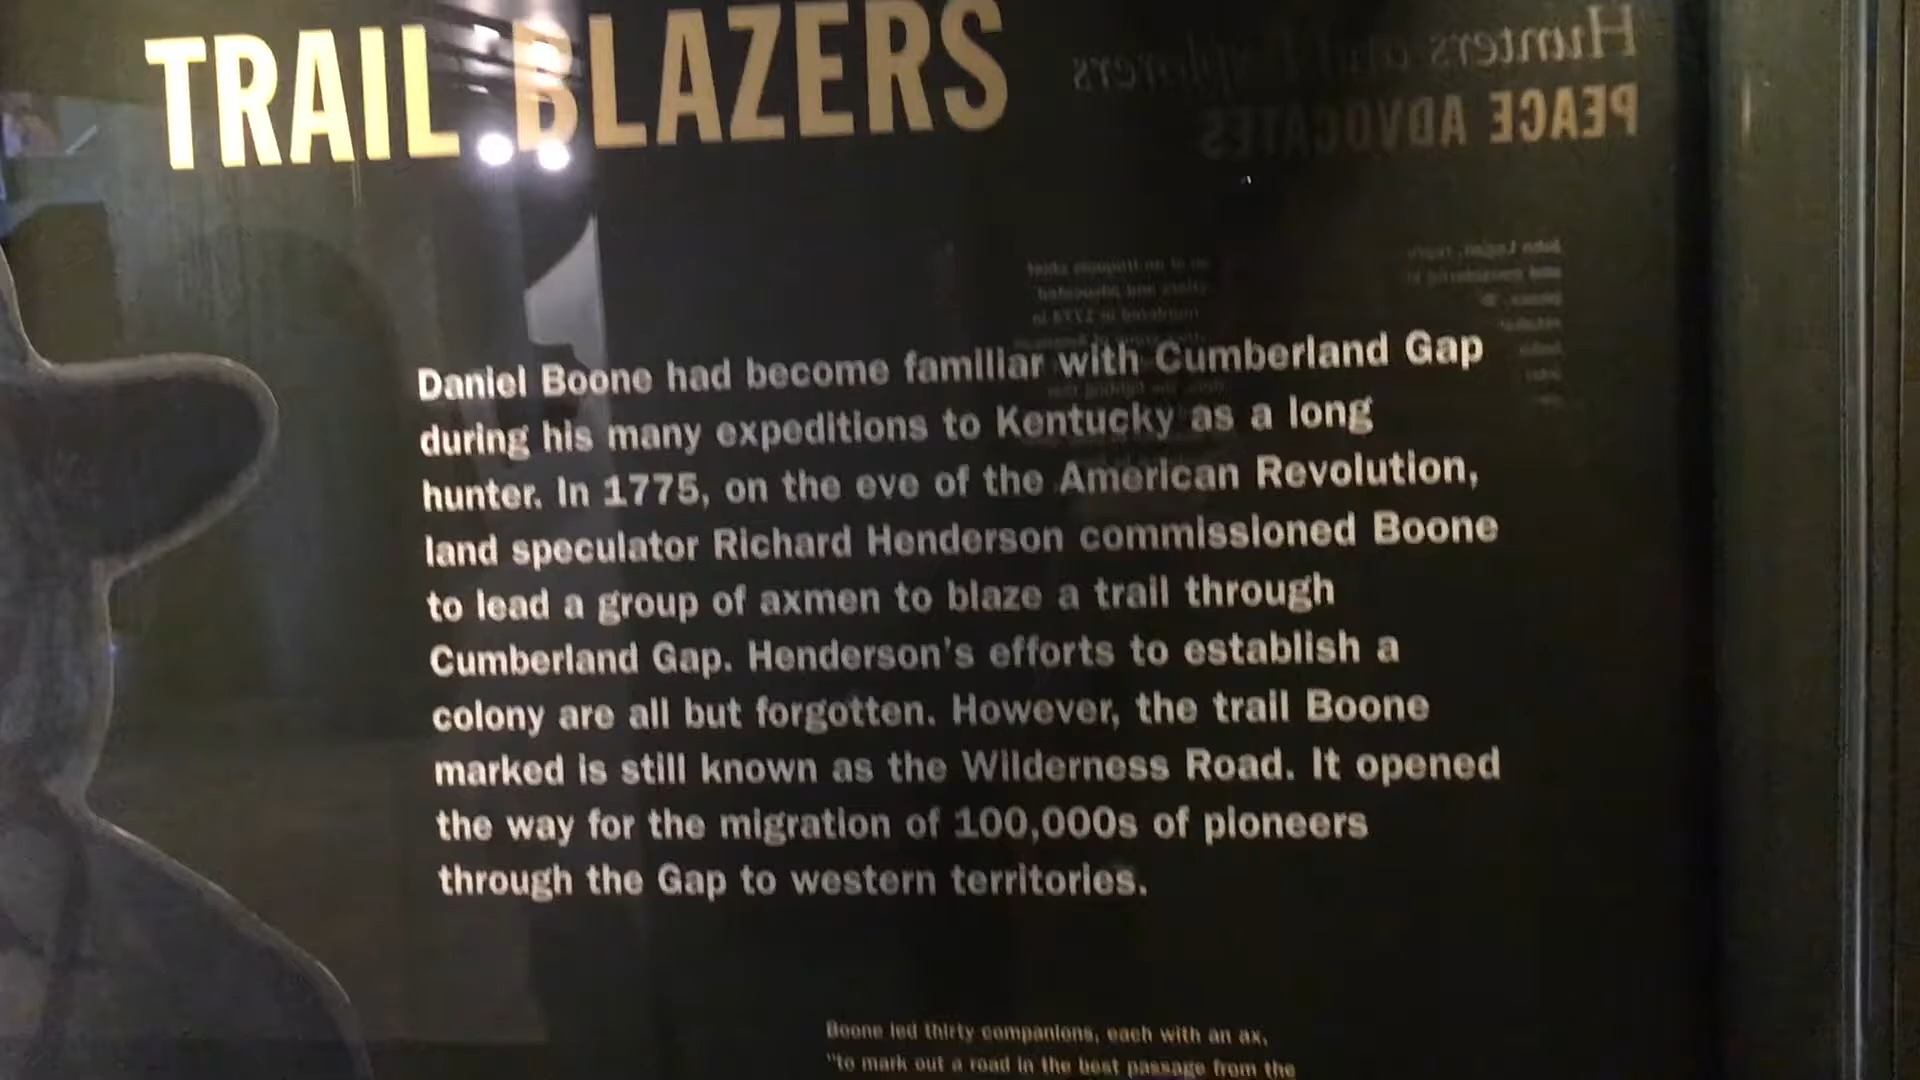 TRAIL BLAZERS
Hunters and Explorers
PEACE ADVOCATES
Daniel Boone had become familiar with Cumberland Gap
during his many expeditions to Kentucky as a long
hunter. In 1775, on the eve of the American Revolution,
land speculator Richard Henderson commissioned Boone
to lead a group of axmen to blaze a trail through
Cumberland Gap. Henderson's efforts to establish a
colony are all but forgotten. However, the trail Boone
marked is still known as the Wilderness Road. It opened
the way for the migration of 100,000s of pioneers
through the Gap to western territories.
Boone led thirty companions, each with an ax,
"to mark out a road in the best passage from the